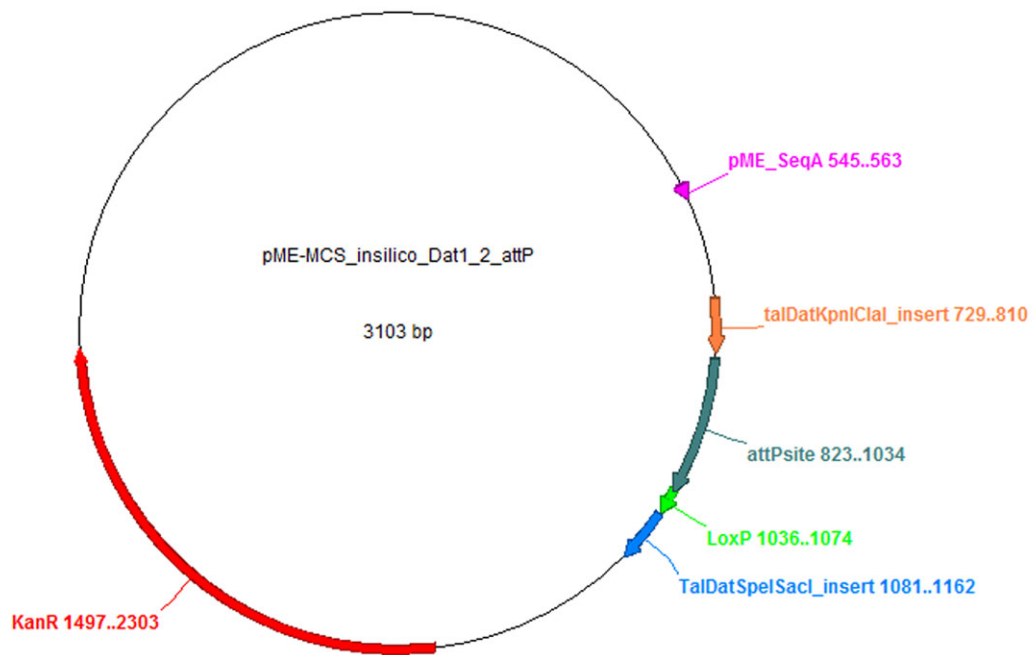 pME_SeqA 545..563
pME-MCS_insilico_Dat1_2_attP
talDatKpnIClaI_insert 729..810
3103 bp
attPsite 823..1034
LoxP 1036..1074
TalDatSpeISacI_insert 1081..1162
KanR 1497..2303